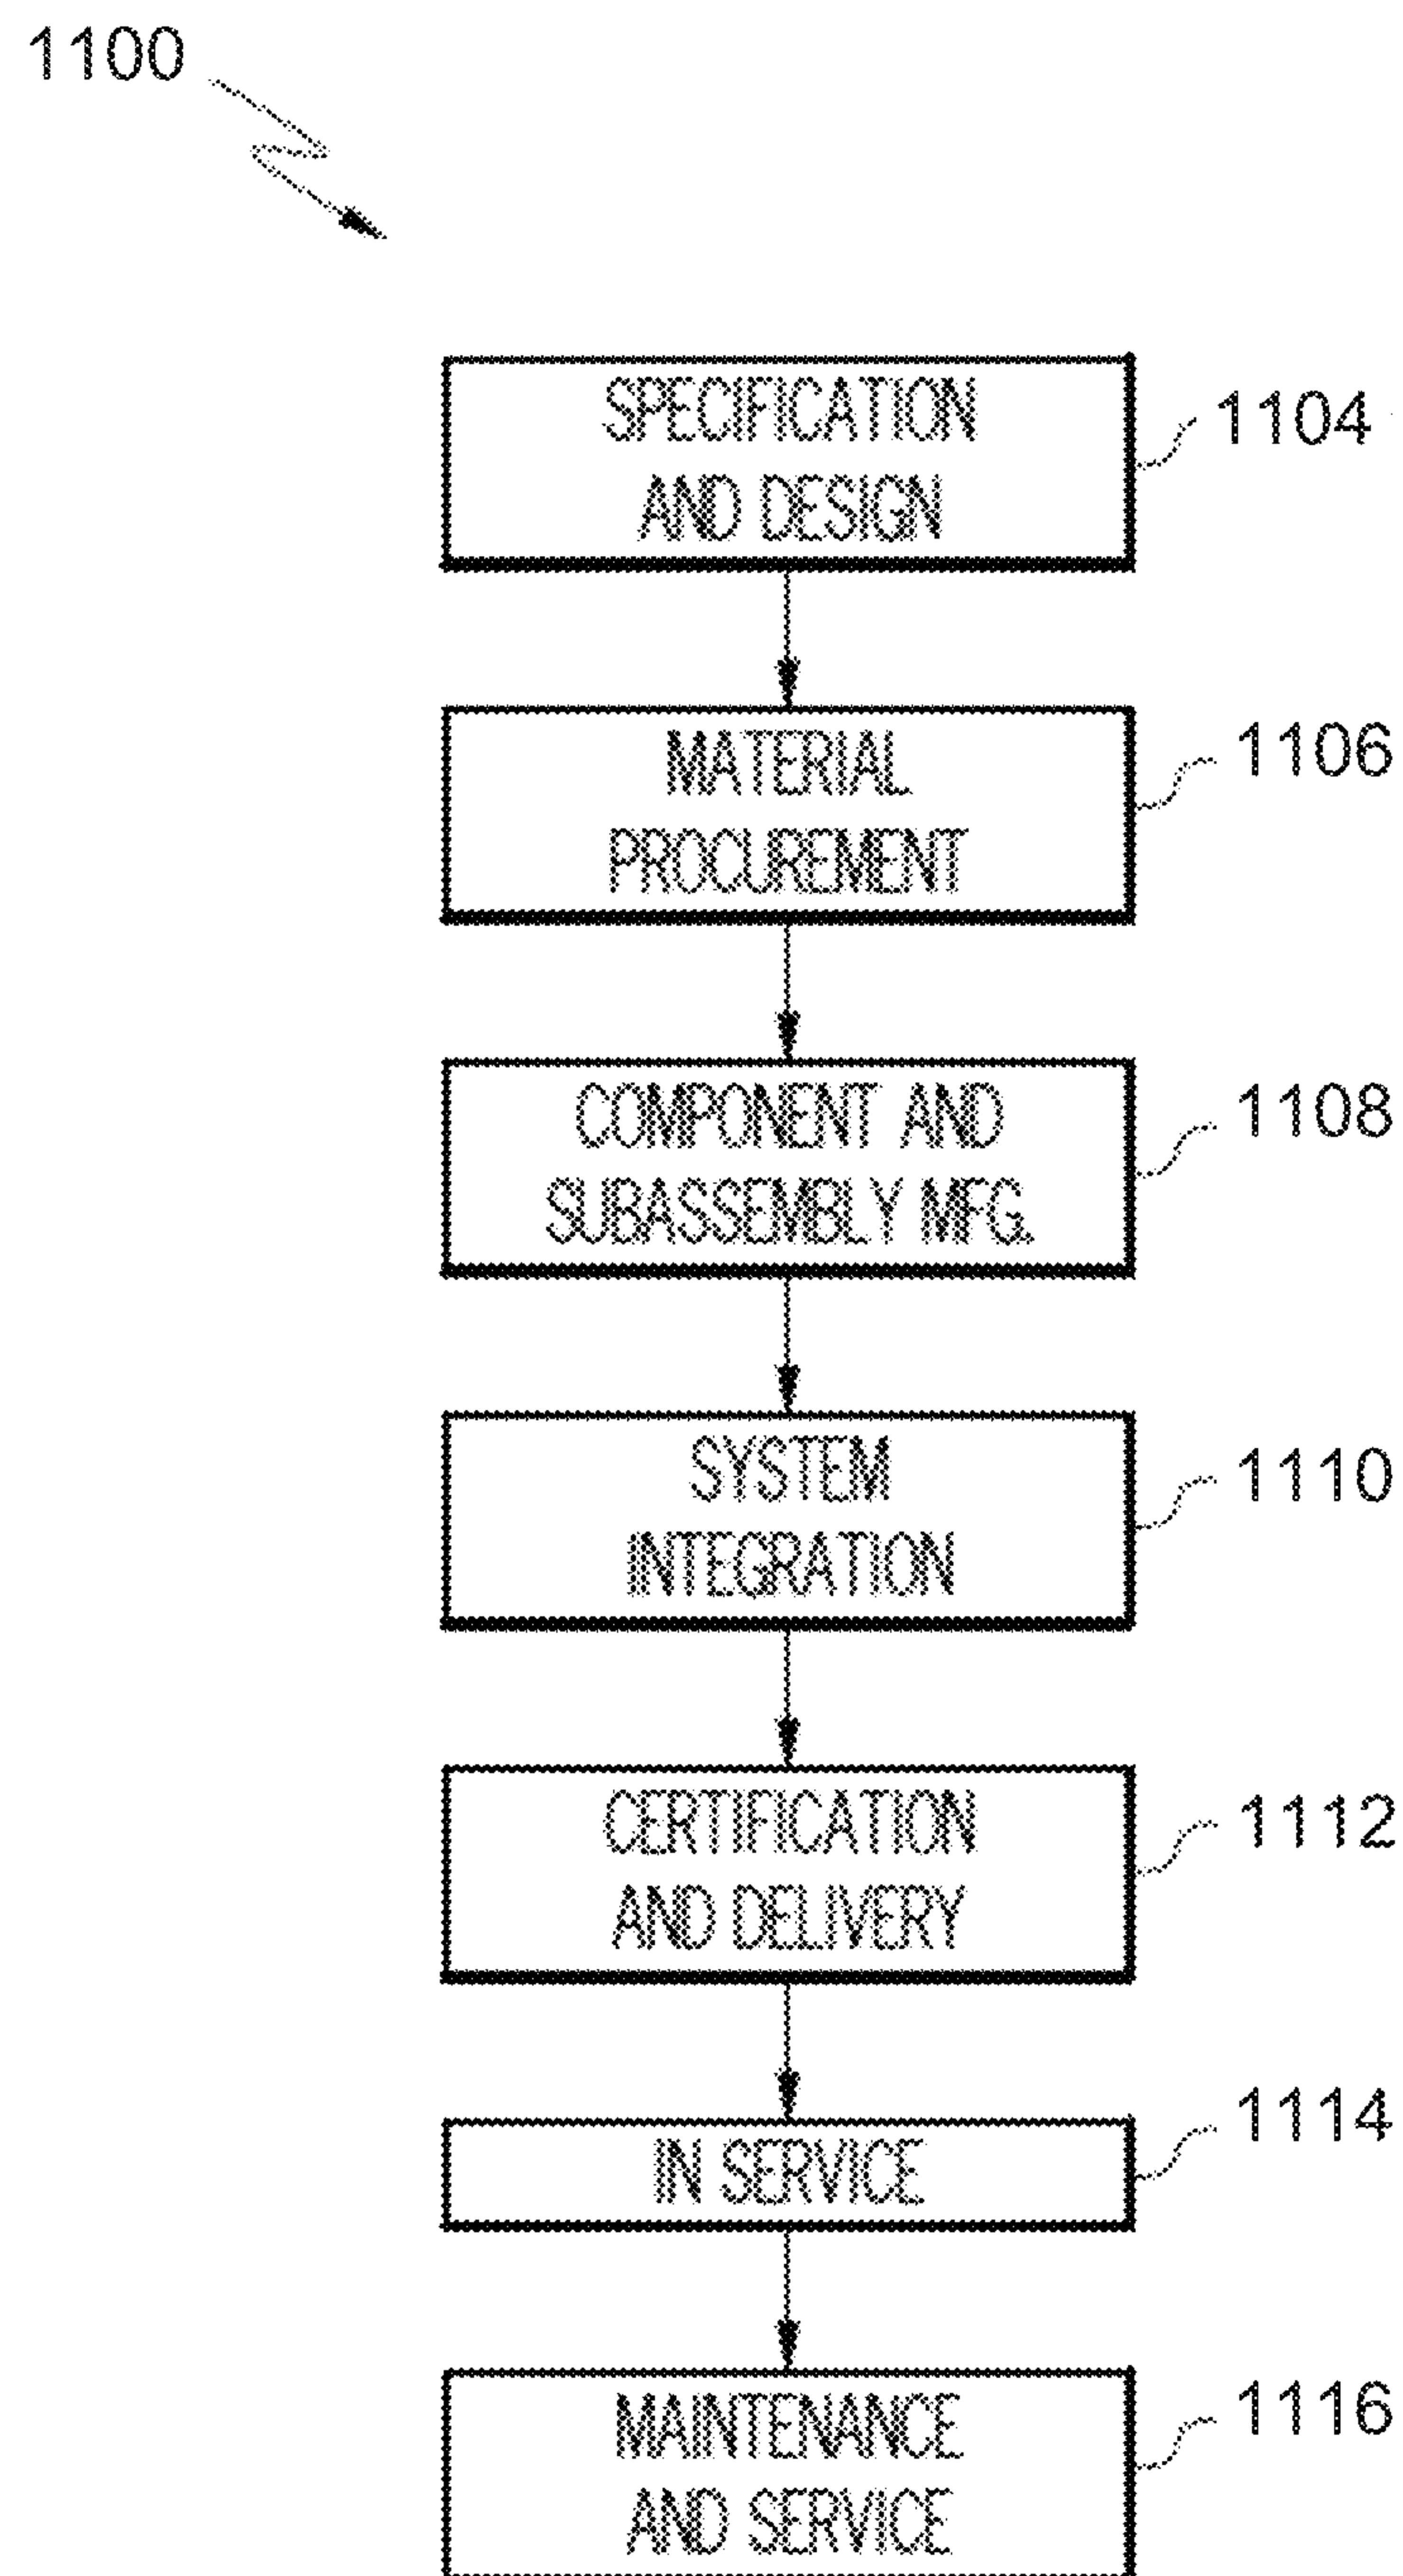 1100
SPECIFICATION
AND DESIGN
1104
MATERIAL
PROCUREMENT
1106
COMPONENT AND
SUBASSEMBLY MFG.
1108
SYSTEM
INTEGRATION
1110
CERTIFICATION
AND DELIVERY
1112
IN SERVICE
1114
MAINTENANCE
AND SERVICE
1116